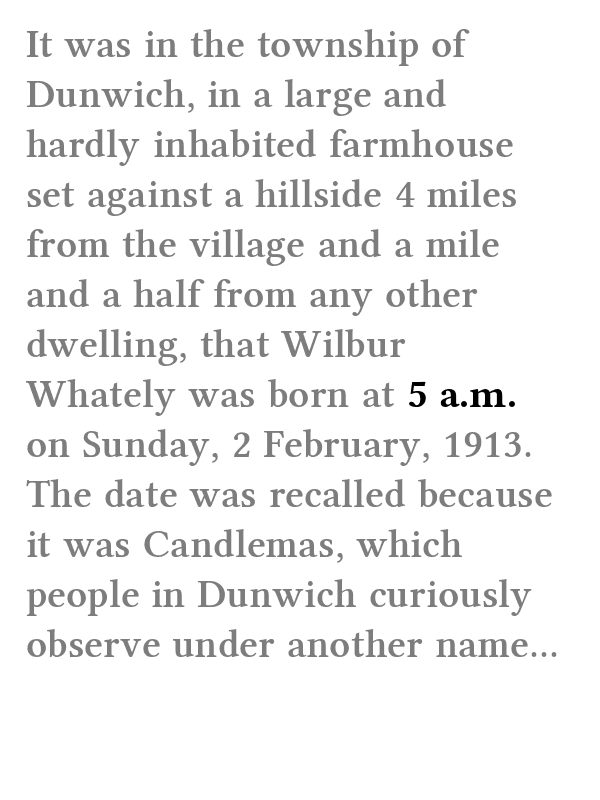 It was in the township of
Dunwich, in a large and
hardly inhabited farmhouse
set against a hillside 4 miles
from the village and a mile
and a half from any other
dwelling, that Wilbur
Whately was born at 5 a.m.
on Sunday, 2 February, 1913.
The date was recalled because
it was Candlemas, which
people in Dunwich curiously
observe under another name...